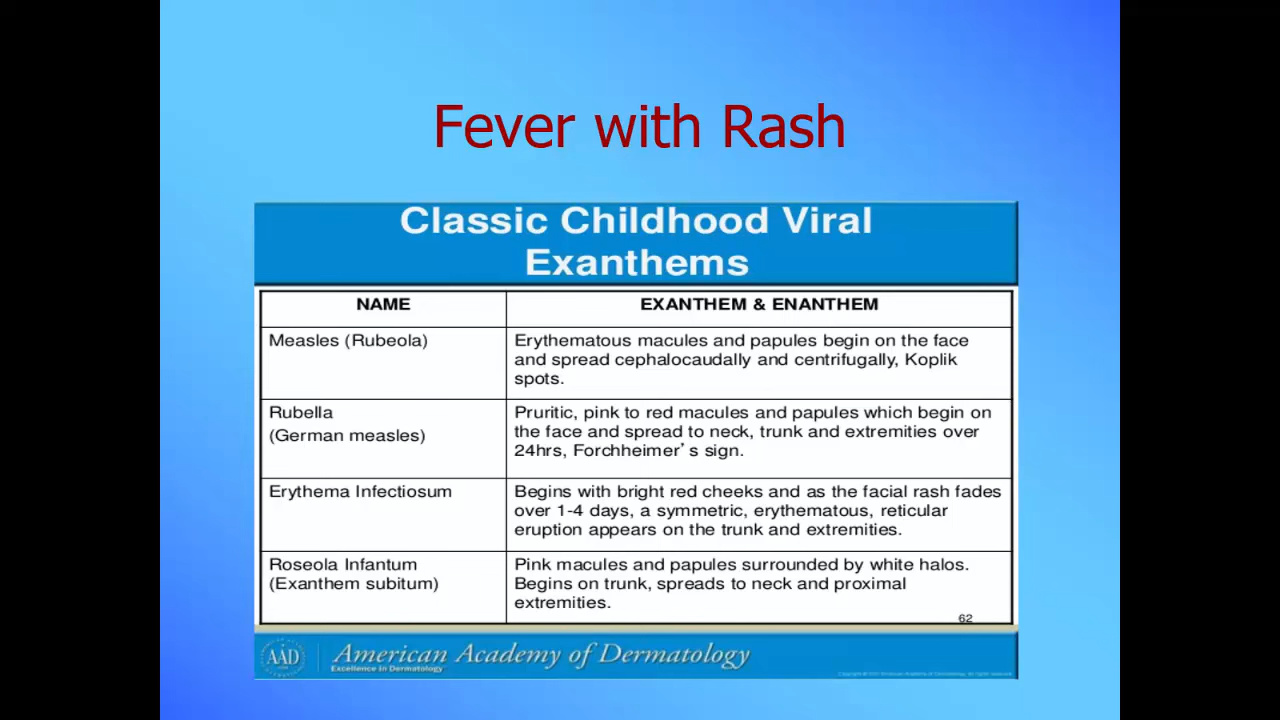 Fever with Rash
Classic Childhood Viral
Exanthems
NAME
EXANTHEM & ENANTHEM
Measles (Rubeola)
Erythematous macules and papules begin on the face
and spread cephalocaudally and centrifugally, Koplik
spots.
Rubella
(German measles)
Pruritic, pink to red macules and papules which begin on
the face and spread to neck, trunk and extremities over
24hrs, Forchheimer's sign.
Erythema Infectiosum
Begins with bright red cheeks and as the facial rash fades
over 1-4 days, a symmetric, erythematous, reticular
eruption appears on the trunk and extremities.
Roseola Infantum
(Exanthem subitum)
Pink macules and papules surrounded by white halos.
Begins on trunk, spreads to neck and proximal
extremities.
62
AAD
American Academy of Dermatology
Excellence in Dermatology